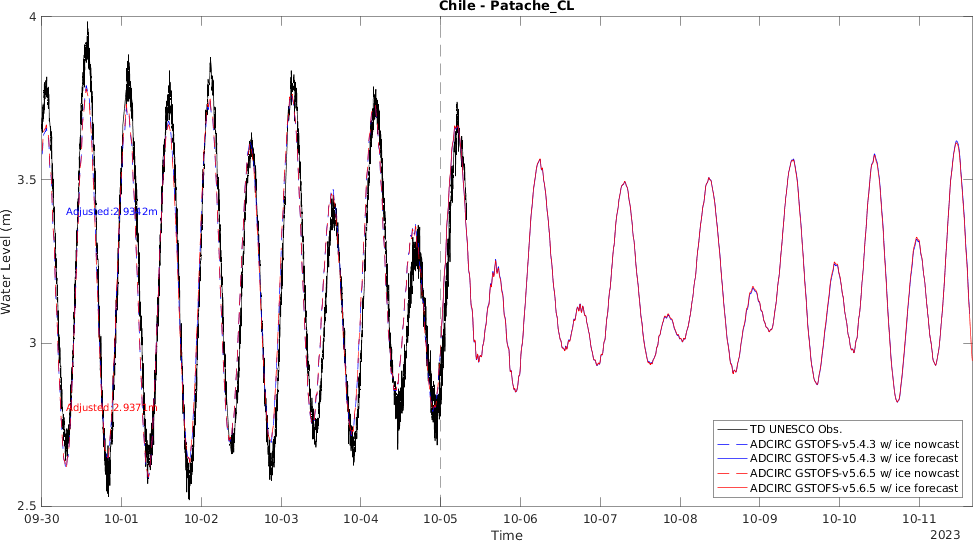 Chile - Patache_CL
4
3.5
3
2.5
Water Level (m)
Adjusted:2.9342m
Adjusted:2.9371m
TD UNESCO Obs.
ADCIRC GSTOFS-v5.4.3 w/ ice nowcast
ADCIRC GSTOFS-v5.4.3 w/ ice forecast
ADCIRC GSTOFS-v5.6.5 w/ ice nowcast
ADCIRC GSTOFS-v5.6.5 w/ ice forecast
09-30 10-01 10-02 10-03 10-04 10-05 10-06 10-07 10-08 10-09 10-10 10-11
Time
2023